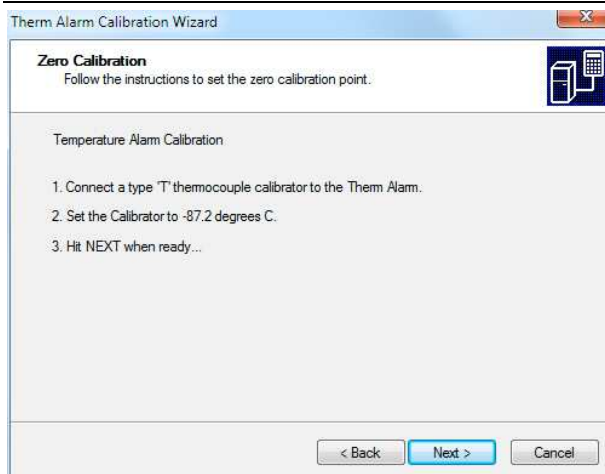 Therm Alarm Calibration Wizard
Zero Calibration
Follow the instructions to set the zero calibration point.
Temperature Alarm Calibration
1. Connect a type 'T' thermocouple calibrator to the Therm Alarm.
2. Set the Calibrator to -87.2 degrees C.
3. Hit NEXT when ready...
< Back Next > Cancel